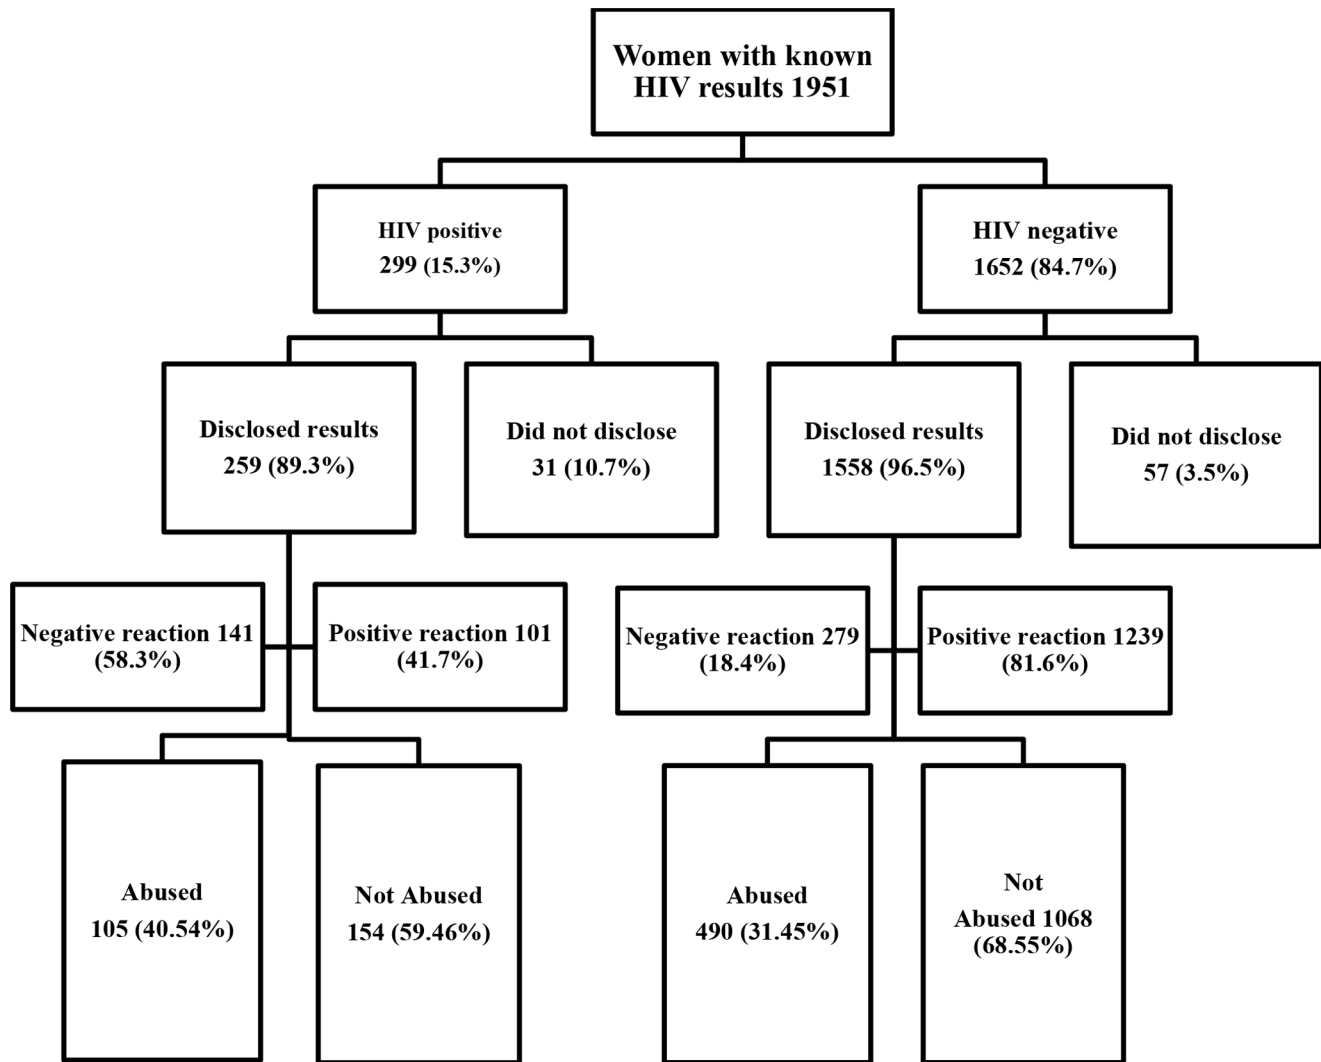 Women with known
HIV results 1951
HIV positive
299 (15.3%)
HIV negative
1652 (84.7%)
Disclosed results
259 (89.3%)
Did not disclose
31 (10.7%)
Disclosed results
1558 (96.5%)
Did not disclose
57 (3.5%)
Negative reaction 141
(58.3%)
Positive reaction 101
(41.7%)
Negative reaction 279
(18.4%)
Positive reaction 1239
(81.6%)
Abused
105 (40.54%)
Not Abused
154 (59.46%)
Abused
490 (31.45%)
Not
Abused 1068
(68.55%)